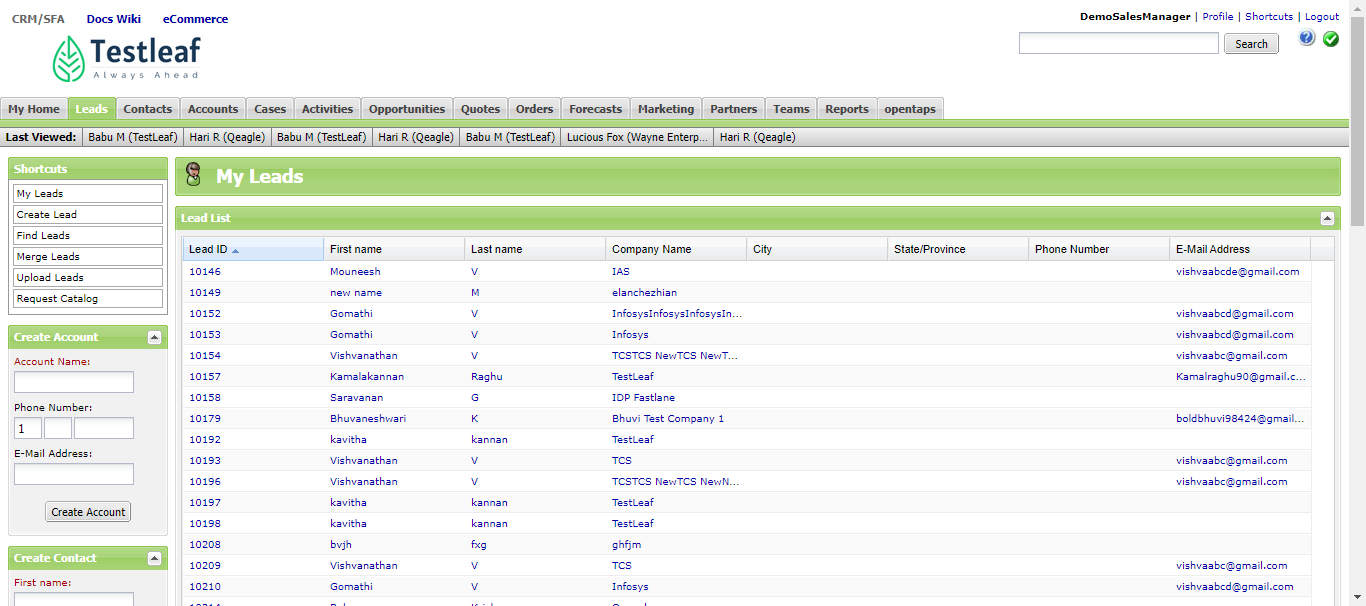 CRM/SFA Docs Wiki eCommerce
DemoSalesManager | Profile | Shortcuts | Logout
Testleaf
Always Ahead
Search
My Home Leads Contacts Accounts Cases Activities Opportunities Quotes Orders Forecasts Marketing Partners Teams Reports opentaps
Last Viewed: Babu M (TestLeaf) Hari R (Qeagle) Babu M (TestLeaf) Hari R (Qeagle) Babu M (TestLeaf) Lucious Fox (Wayne Enterp... Hari R (Qeagle)
Shortcuts
My Leads
Create Lead
Find Leads
Merge Leads
Upload Leads
Request Catalog
Create Account
Account Name:
Phone Number:
1
E-Mail Address:
Create Account
Create Contact
First name:
My Leads
Lead List
Lead ID First name Last name Company Name City State/Province Phone Number E-Mail Address
10146 Mouneesh V IAS vishvaabcde@gmail.com
10149 new name M elanchezhian
10152 Gomathi V InfosysInfosysInfosysIn... vishvaabcd@gmail.com
10153 Gomathi V Infosys vishvaabcd@gmail.com
10154 Vishvanathan V TCSTCS NewTCS NewT... vishvaabc@gmail.com
10157 Kamalakannan Raghu TestLeaf Kamalraghu90@gmail.c...
10158 Saravanan G IDP Fastlane
10179 Bhuvaneshwari K Bhuvi Test Company 1 boldbhuvi98424@gmail...
10192 kavitha kannan TestLeaf
10193 Vishvanathan V TCS vishvaabc@gmail.com
10196 Vishvanathan V TCSTCS NewTCS NewN... vishvaabc@gmail.com
10197 kavitha kannan TestLeaf
10198 kavitha kannan TestLeaf
10208 bvjh fxg ghfjm
10209 Vishvanathan V TCS vishvaabc@gmail.com
10210 Gomathi V Infosys vishvaabcd@gmail.com